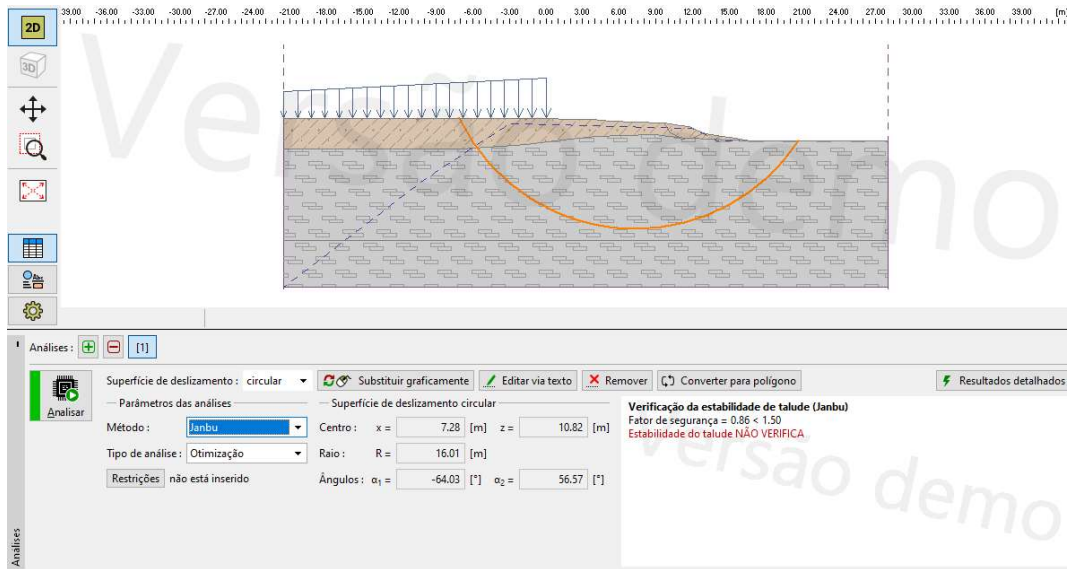 39.00 -36.00 -33.00 -30.00 -27.00 -24.00 -21.00 -18.00 -15.00 -12.00 -9.00 -6.00 -3.00 0.00 3.00 6.00 9.00 12.00 15.00 18.00 21.00 24.00 27.00 30.00 33.00 36.00 39.00 [m]
2D
3D
Versão demo
Análises : [1]
Analisar
Superfície de deslizamento : circular Substituir graficamente Editar via texto Remover Converter para polígono Resultados detalhados
Parâmetros das análises Superfície de deslizamento circular
Método : Janbu Centro : x = 7.28 [m] z = 10.82 [m]
Tipo de análise : Otimização Raio : R = 16.01 [m]
Restrições não está inserido Ângulos : α1 = -64.03 [°] α2 = 56.57 [°]
Verificação da estabilidade de talude (Janbu)
Fator de segurança = 0.86 < 1.50
Estabilidade do talude NÃO VERIFICA
Versão demo
Análises